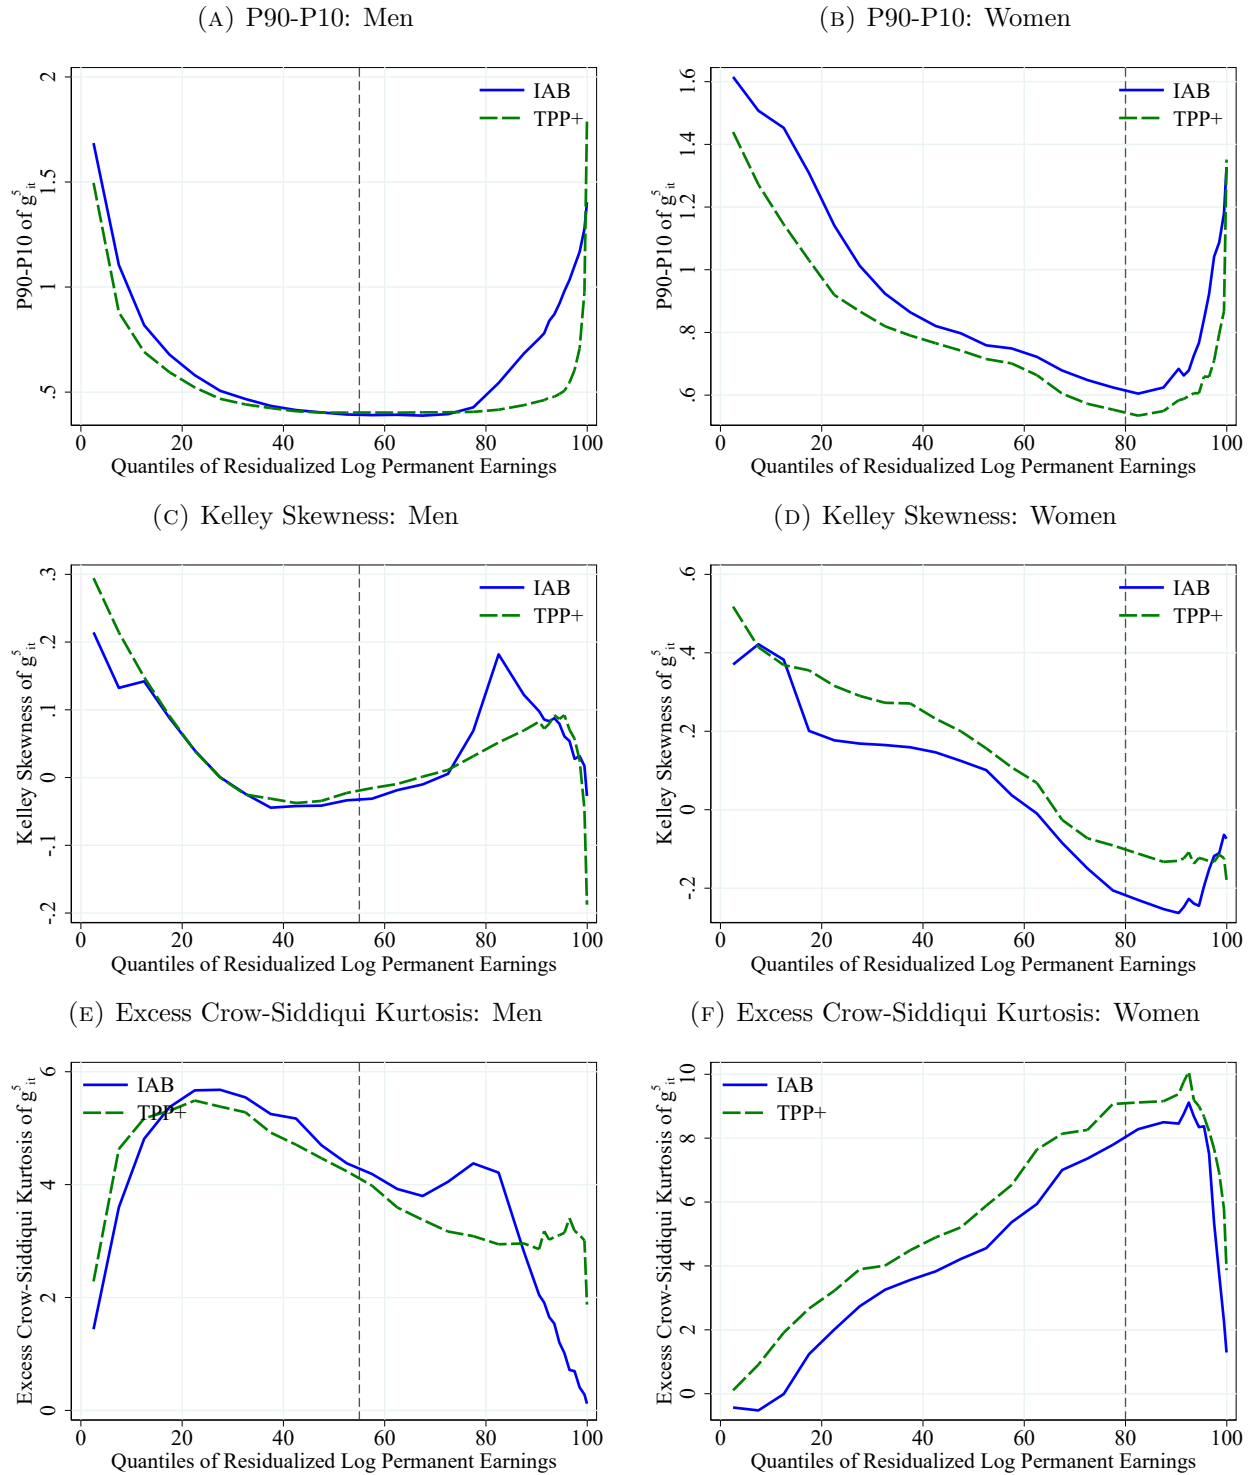 (A) P90-P10: Men
P90-P10 of g⁵ᵢₜ
2
1.5
1
.5
IAB
TPP+
0 20 40 60 80 100
Quantiles of Residualized Log Permanent Earnings
(B) P90-P10: Women
P90-P10 of g⁵ᵢₜ
1.6
1.4
1.2
1
.8
.6
IAB
TPP+
0 20 40 60 80 100
Quantiles of Residualized Log Permanent Earnings
(C) Kelley Skewness: Men
Kelley Skewness of g⁵ᵢₜ
.3
.2
.1
0
-.1
-.2
IAB
TPP+
0 20 40 60 80 100
Quantiles of Residualized Log Permanent Earnings
(D) Kelley Skewness: Women
Kelley Skewness of g⁵ᵢₜ
.6
.4
.2
0
-.2
IAB
TPP+
0 20 40 60 80 100
Quantiles of Residualized Log Permanent Earnings
(E) Excess Crow-Siddiqui Kurtosis: Men
Excess Crow-Siddiqui Kurtosis of g⁵ᵢₜ
6
4
2
0
IAB
TPP+
0 20 40 60 80 100
Quantiles of Residualized Log Permanent Earnings
(F) Excess Crow-Siddiqui Kurtosis: Women
Excess Crow-Siddiqui Kurtosis of g⁵ᵢₜ
10
8
6
4
2
0
IAB
TPP+
0 20 40 60 80 100
Quantiles of Residualized Log Permanent Earnings